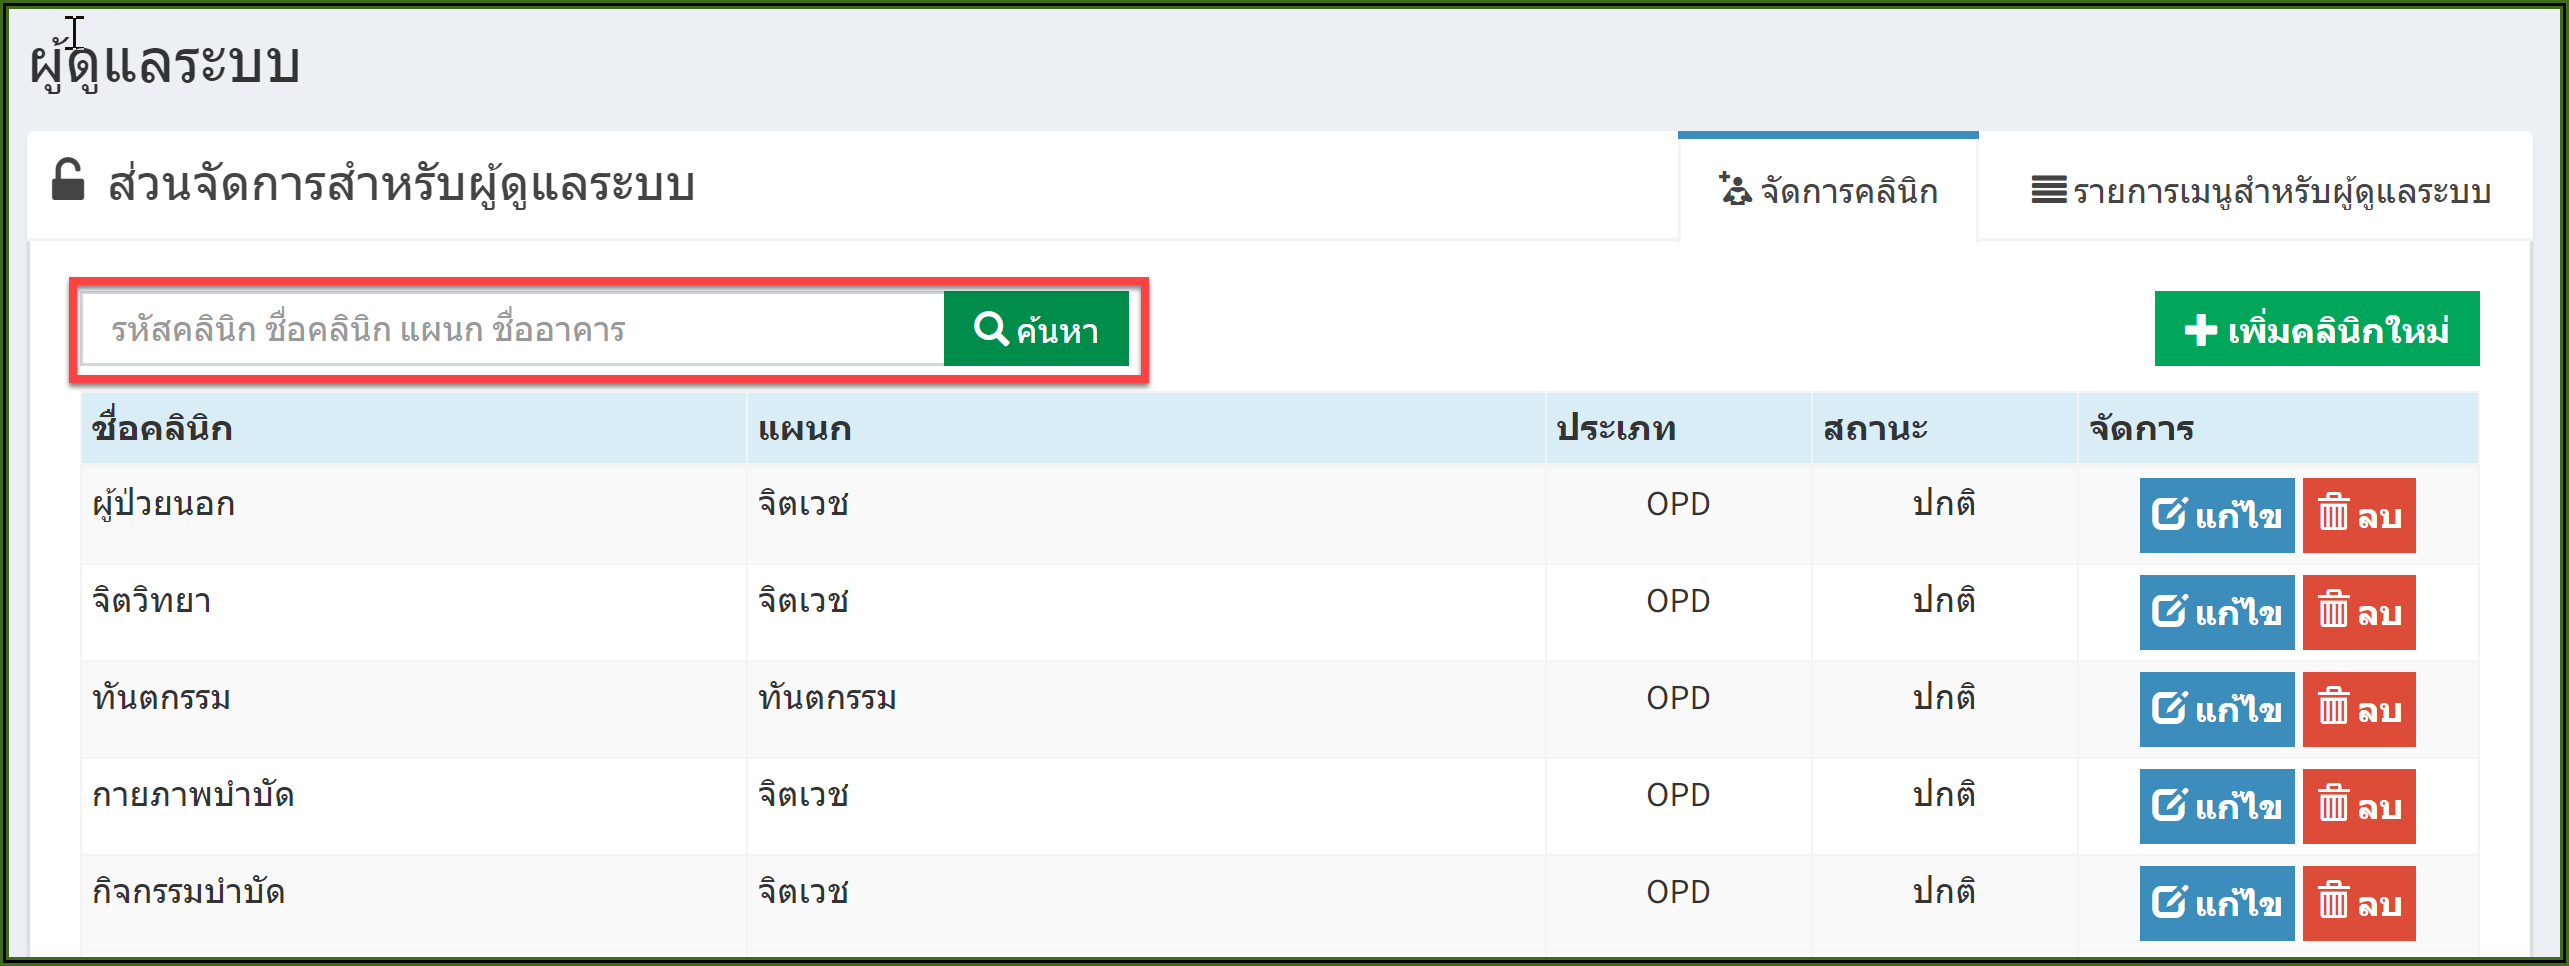 ผู้ดูแลระบบ
ส่วนจัดการสำหรับผู้ดูแลระบบ
จัดการคลินิก
รายการเมนูสำหรับผู้ดูแลระบบ
รหัสคลินิก ชื่อคลินิก แผนก ชื่ออาคาร
ค้นหา
เพิ่มคลินิกใหม่
ชื่อคลินิก แผนก ประเภท สถานะ จัดการ
ผู้ป่วยนอก จิตเวช OPD ปกติ แก้ไข ลบ
จิตวิทยา จิตเวช OPD ปกติ แก้ไข ลบ
ทันตกรรม ทันตกรรม OPD ปกติ แก้ไข ลบ
กายภาพบำบัด จิตเวช OPD ปกติ แก้ไข ลบ
กิจกรรมบำบัด จิตเวช OPD ปกติ แก้ไข ลบ